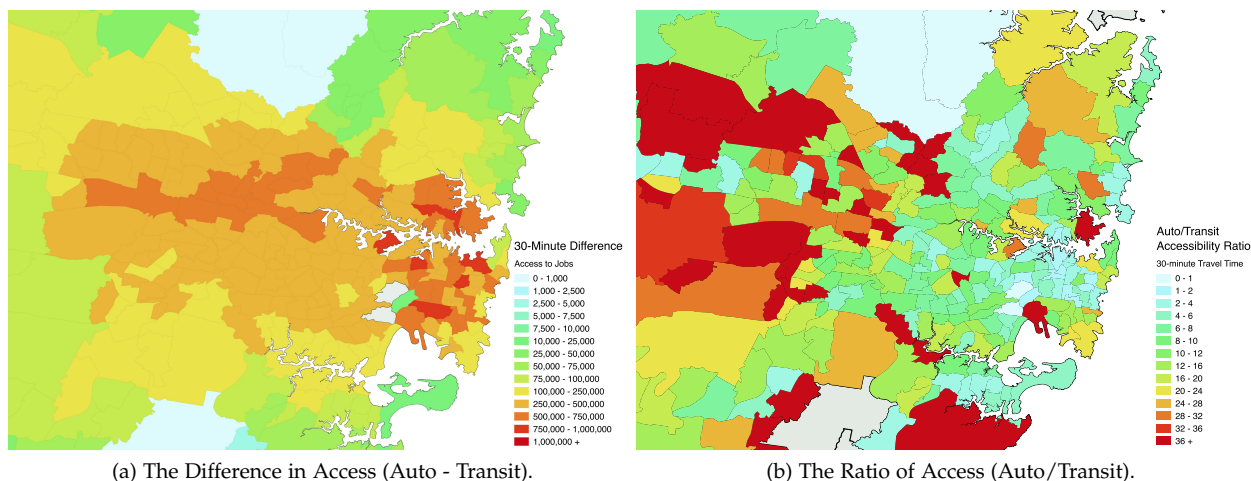 30-Minute Difference
Access to Jobs
0 - 1,000
1,000 - 2,500
2,500 - 5,000
5,000 - 7,500
7,500 - 10,000
10,000 - 25,000
25,000 - 50,000
50,000 - 75,000
75,000 - 100,000
100,000 - 250,000
250,000 - 500,000
500,000 - 750,000
750,000 - 1,000,000
1,000,000 +
(a) The Difference in Access (Auto - Transit).
Auto/Transit
Accessibility Ratio
30-minute Travel Time
0 - 1
1 - 2
2 - 4
4 - 6
6 - 8
8 - 10
10 - 12
12 - 16
16 - 20
20 - 24
24 - 28
28 - 32
32 - 36
36 +
(b) The Ratio of Access (Auto/Transit).